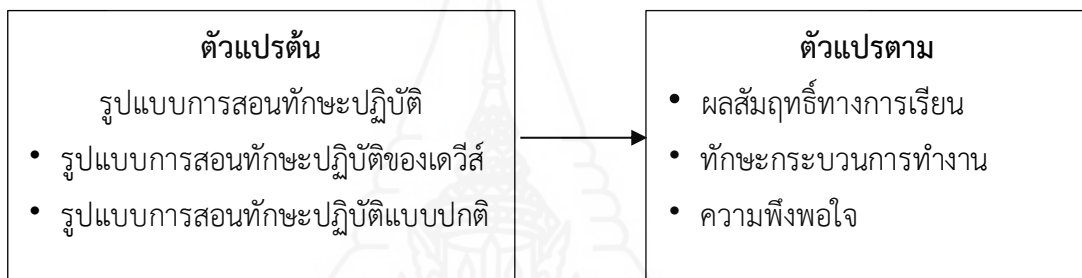 ตัวแปรต้น
รูปแบบการสอนทักษะปฏิบัติ
• รูปแบบการสอนทักษะปฏิบัติของเดวีส์
• รูปแบบการสอนทักษะปฏิบัติแบบปกติ
ตัวแปรตาม
• ผลสัมฤทธิ์ทางการเรียน
• ทักษะกระบวนการทำงาน
• ความพึงพอใจ